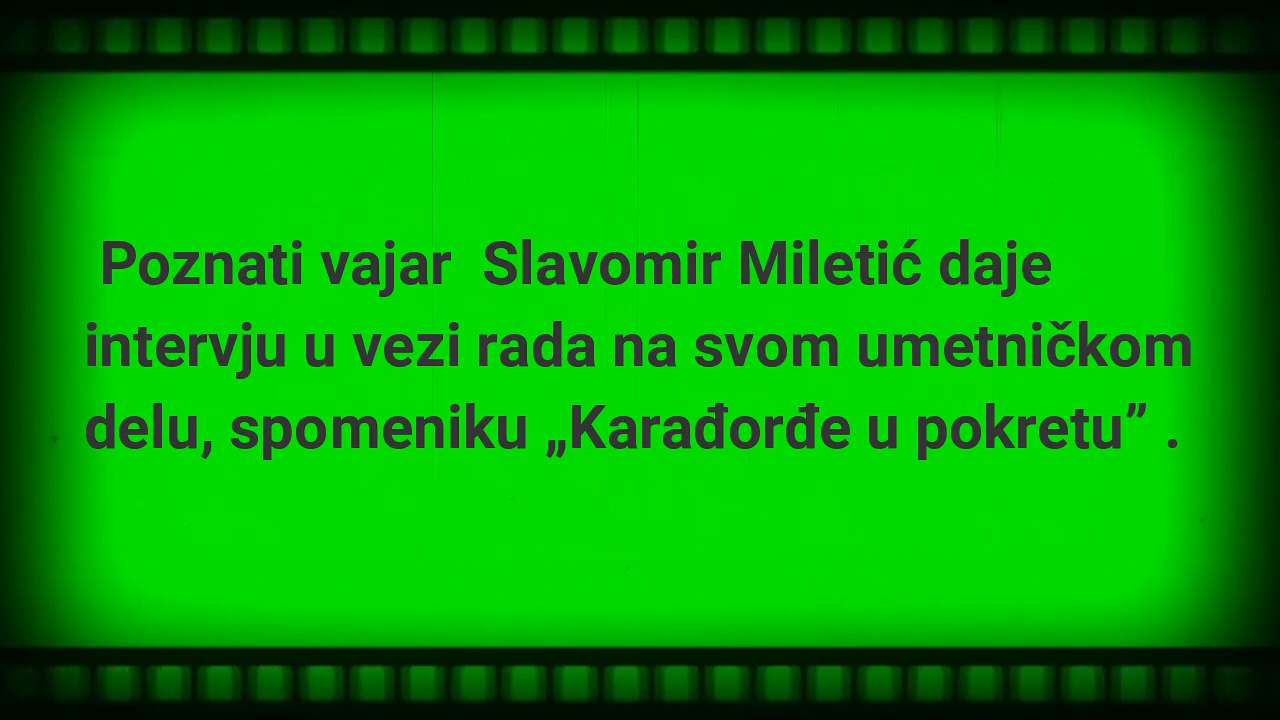 Poznati vajar  Slavomir Miletić daje
intervju u vezi rada na svom umetničkom
delu, spomeniku „Karađorđe u pokretu” .